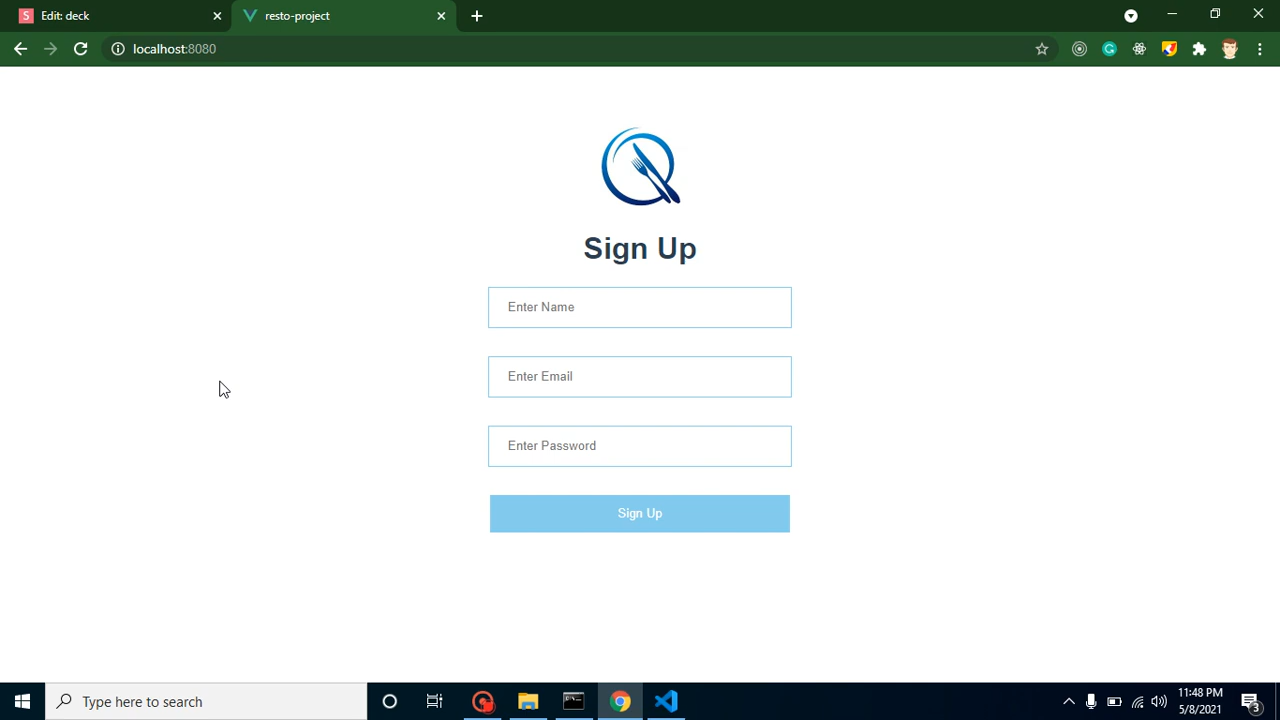 S Edit: deck
resto-project
localhost:8080
Sign Up
Enter Name
Enter Email
Enter Password
Sign Up
Type here to search
11:48 PM
5/8/2021
3